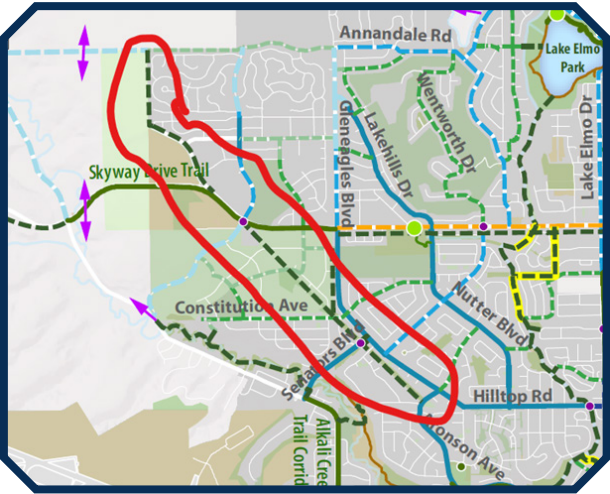 Annandale Rd
Lake Elmo
Park
Wentworth Dr
Lakehills Dr
Gleneagles Blvd
Lake Elmo Dr
Skyway Drive Trail
Constitution Ave
Nutter Blvd
Senators Blvd
Hilltop Rd
Monson Ave
Alkali Cree
Trail Corrid